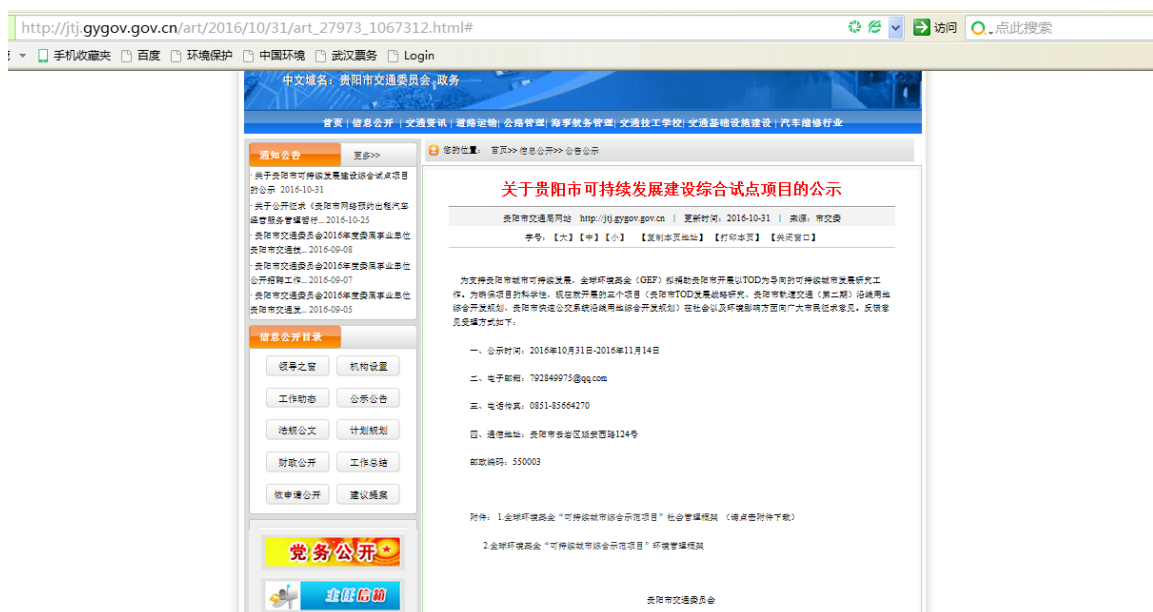 http://jtj.gygov.gov.cn/art/2016/10/31/art_27973_1067312.html#
访问
点此搜索
手机收藏夹 百度 环境保护 中国环境 武汉票务 Login
中文域名：贵阳市交通委员会.政务
首页 | 信息公开 | 交通资讯 | 道路运输 | 公路管理 | 海事航务管理 | 交通技工学校 | 交通基础设施建设 | 汽车维修行业
通知公告 更多>>
· 关于贵阳市可持续发展建设综合试点项目
的公示 2016-10-31
· 关于公开征求《贵阳市网络预约出租汽车
经营服务管理暂行... 2016-10-25
· 贵阳市交通委员会2016年度委属事业单位
贵阳市交通技... 2016-09-08
· 贵阳市交通委员会2016年度委属事业单位
公开招聘工作... 2016-09-07
· 贵阳市交通委员会2016年度委属事业单位
贵阳市交通发... 2016-09-05
信息公开目录
领导之窗 机构设置
工作动态 公示公告
法规公文 计划规划
财政公开 工作总结
依申请公开 建议提案
党务公开
主任信箱
您的位置： 首页>> 信息公开>> 公告公示
关于贵阳市可持续发展建设综合试点项目的公示
贵阳市交通局网站 http://jtj.gygov.gov.cn | 更新时间：2016-10-31 | 来源：市交委
字号：【大】【中】【小】 【复制本页地址】 【打印本页】 【关闭窗口】
为支持贵阳市城市可持续发展，全球环境基金（GEF）拟捐助贵阳市开展以TOD为导向的可持续城市发展研究工
作。为确保项目的科学性，现在就开展的三个项目（贵阳市TOD发展战略研究、贵阳市轨道交通（第二期）沿线用地
综合开发规划、贵阳市快速公交系统沿线用地综合开发规划）在社会以及环境影响方面向广大市民征求意见。反馈意
见受理方式如下：
一、公示时间：2016年10月31日-2016年11月14日
二、电子邮箱：792849975@qq.com
三、电话传真：0851-85664270
四、通信地址：贵阳市云岩区延安西路124号
邮政编码：550003
附件： 1.全球环境基金“可持续城市综合示范项目”社会管理框架 （请点击附件下载）
2.全球环境基金“可持续城市综合示范项目”环境管理框架
贵阳市交通委员会